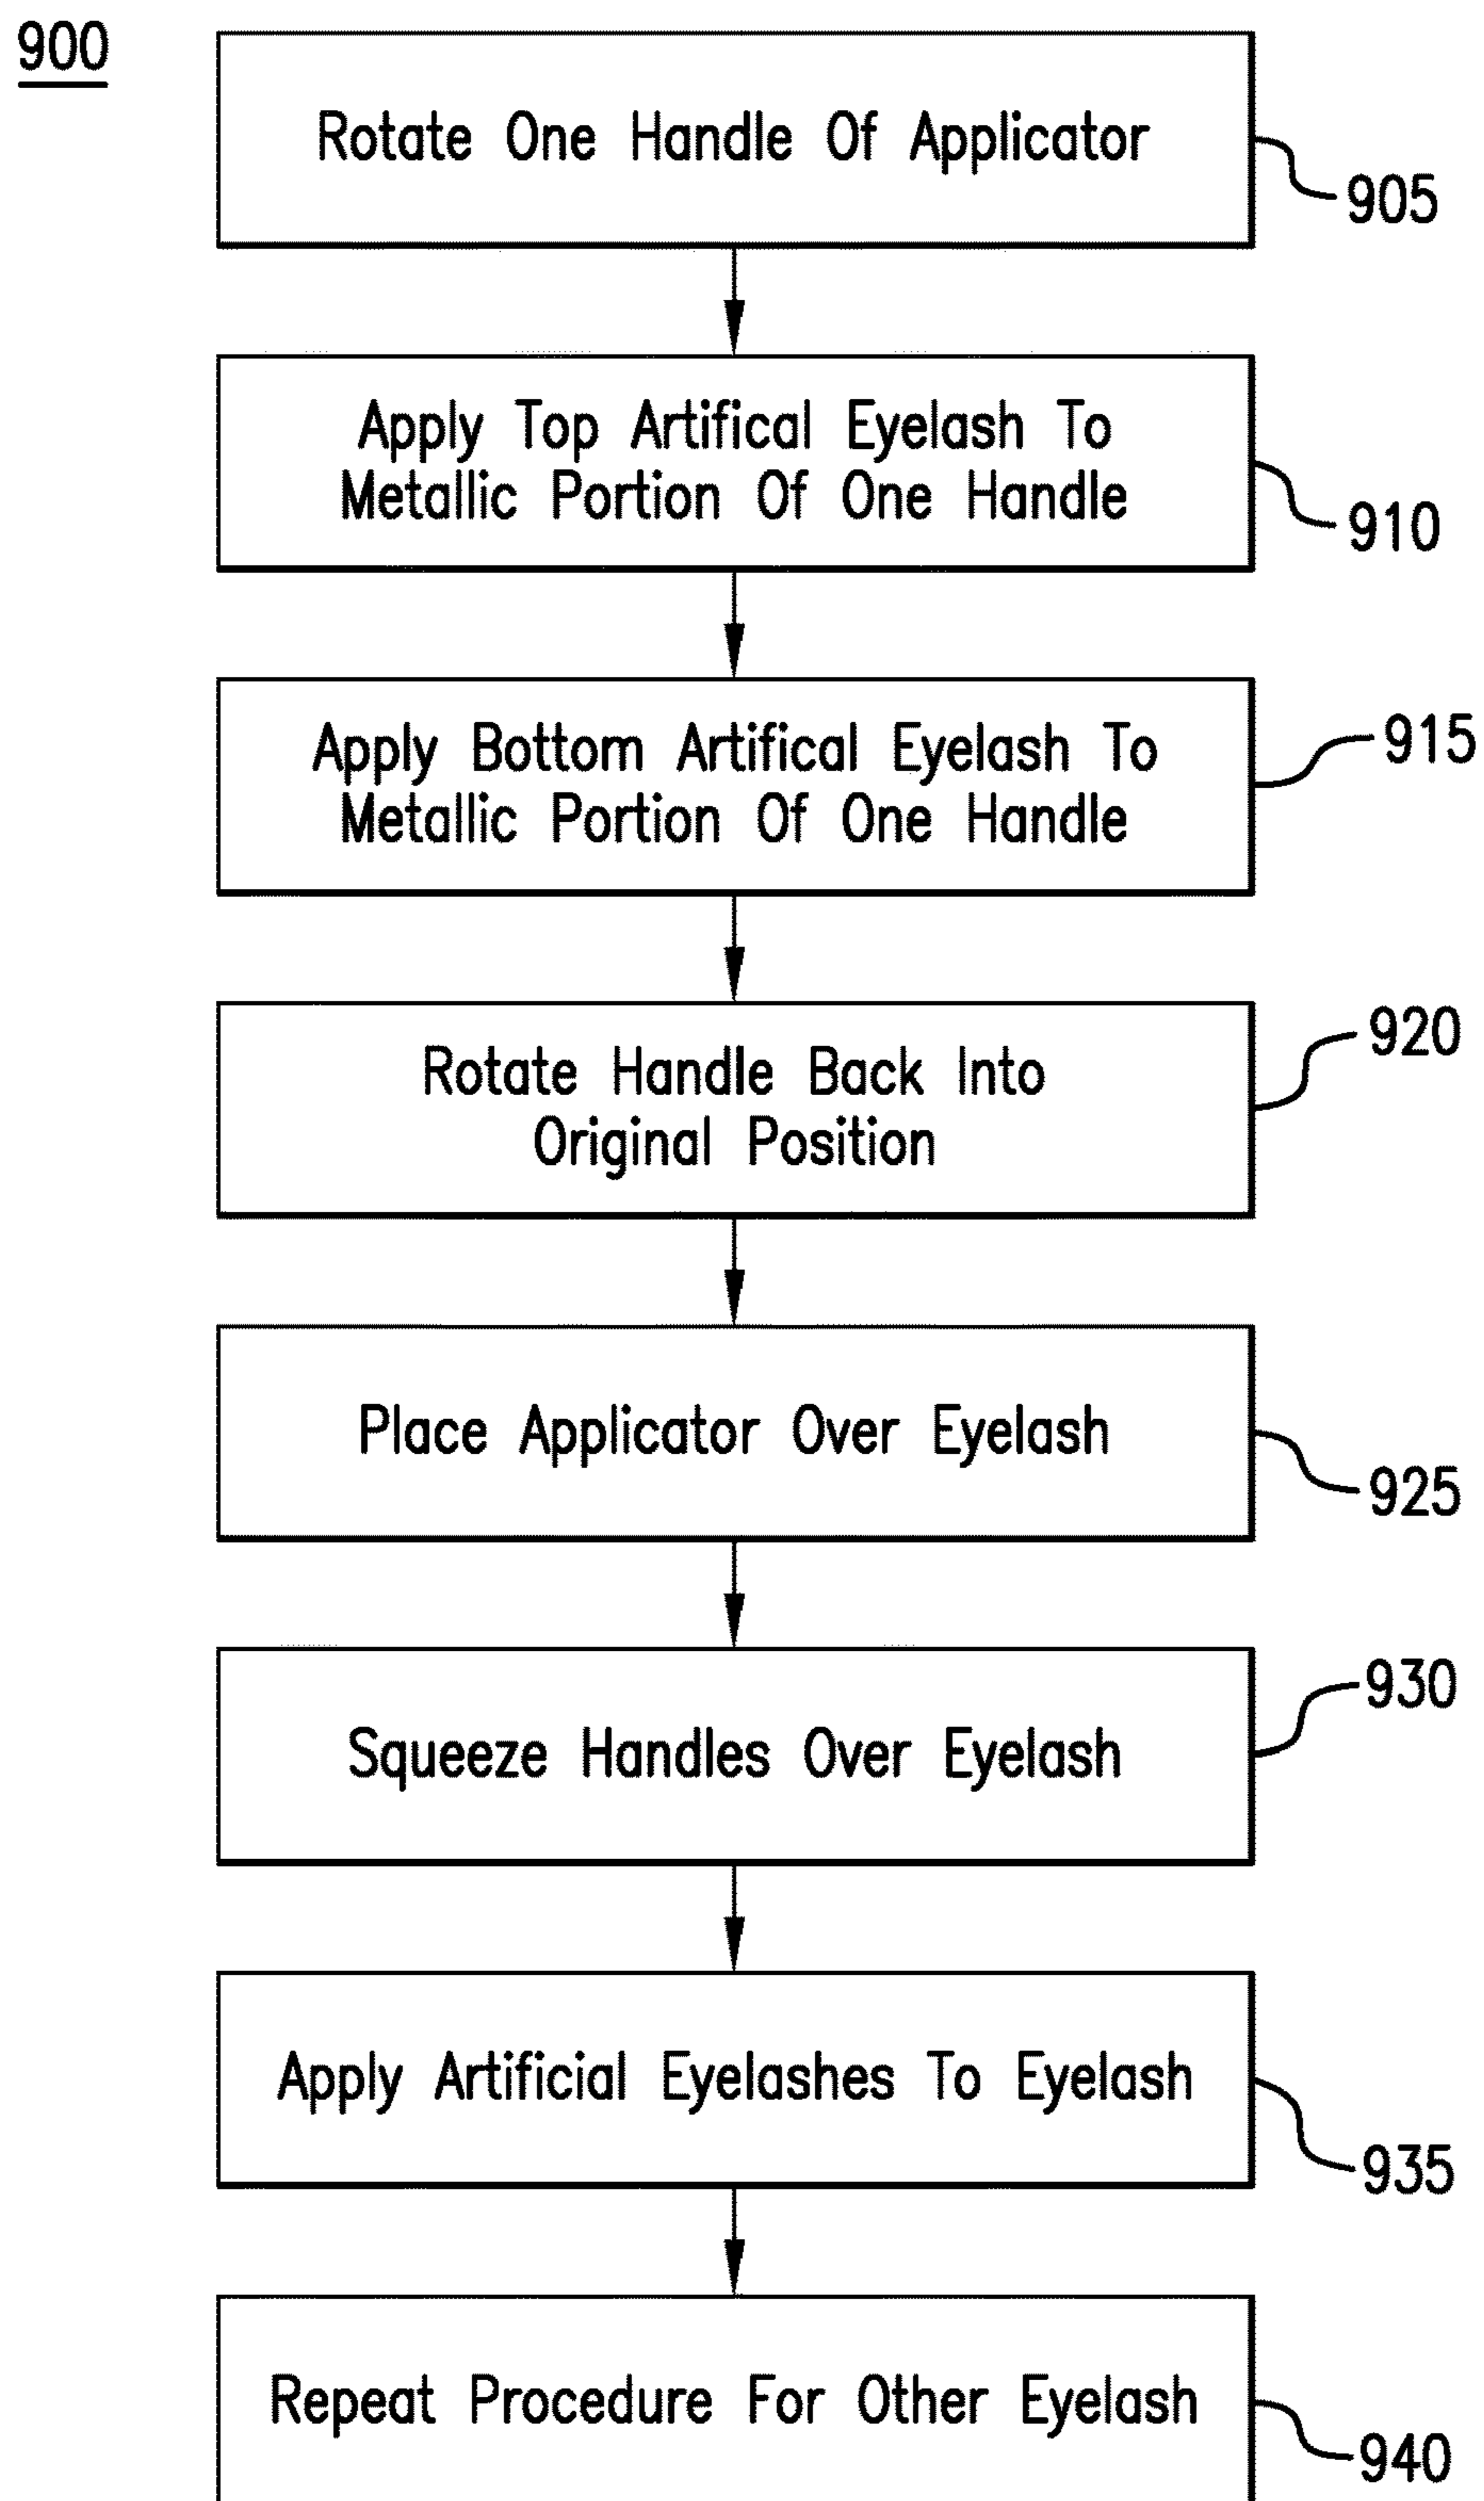 900
Rotate One Handle Of Applicator
905
Apply Top Artifical Eyelash To
Metallic Portion Of One Handle
910
Apply Bottom Artifical Eyelash To
Metallic Portion Of One Handle
915
Rotate Handle Back Into
Original Position
920
Place Applicator Over Eyelash
925
Squeeze Handles Over Eyelash
930
Apply Artificial Eyelashes To Eyelash
935
Repeat Procedure For Other Eyelash
940